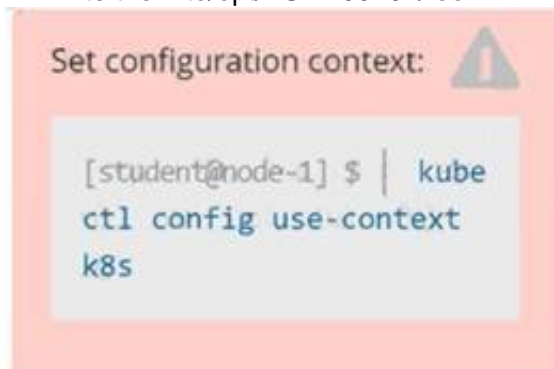 Set configuration context:
[student@node-1] $ | kube
ctl config use-context
k8s